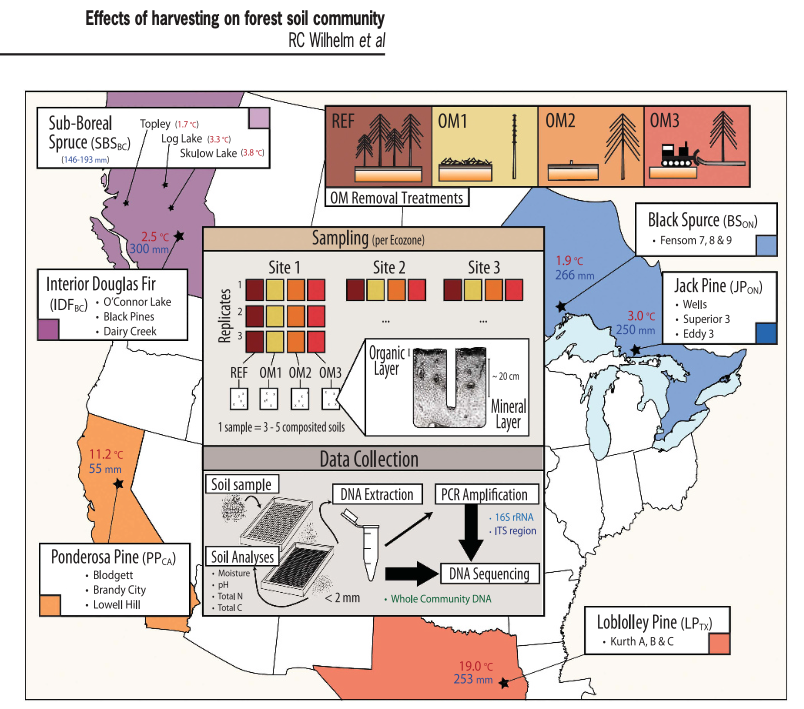 Effects of harvesting on forest soil community
RC Wilhelm et al
Sub-Boreal
Spruce (SBSBC)
(146-193 mm)
Topley (1.7 °C)
Log Lake (3.3 °C)
Skulow Lake (3.8 °C)
REF
OM1
OM2
OM3
OM Removal Treatments
2.5 °C
300 mm
Interior Douglas Fir
(IDFBC)
• O'Connor Lake
• Black Pines
• Dairy Creek
Black Spurce (BSON)
• Fensom 7, 8 & 9
1.9 °C
266 mm
Jack Pine (JPON)
• Wells
• Superior 3
• Eddy 3
3.0 °C
250 mm
Sampling (per Ecozone)
Site 1
Site 2
Site 3
Replicates
1
2
3
...
...
REF
OM1
OM2
OM3
1 sample = 3 - 5 composited soils
Organic
Layer
~ 20 cm
Mineral
Layer
Data Collection
Soil sample
DNA Extraction
PCR Amplification
• 16S rRNA
• ITS region
Soil Analyses
• Moisture
• pH
• Total N
• Total C
< 2 mm
DNA Sequencing
• Whole Community DNA
11.2 °C
55 mm
Ponderosa Pine (PPCA)
• Blodgett
• Brandy City
• Lowell Hill
Loblolley Pine (LPTX)
• Kurth A, B & C
19.0 °C
253 mm